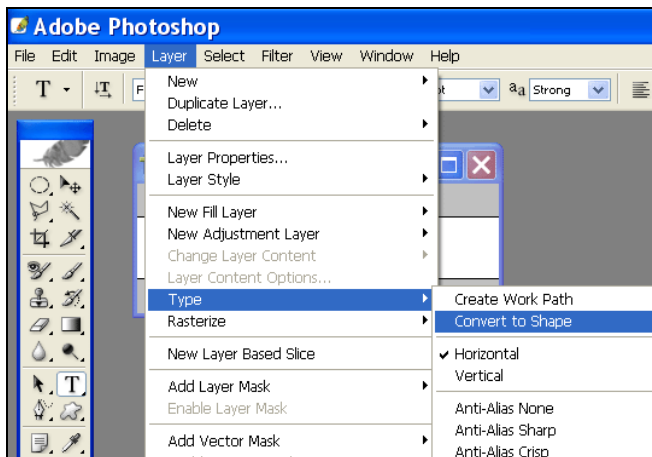 Adobe Photoshop
File Edit Image Layer Select Filter View Window Help
T T F aa Strong
New
Duplicate Layer...
Delete
Layer Properties...
Layer Style
New Fill Layer
New Adjustment Layer
Change Layer Content
Layer Content Options...
Type
Create Work Path
Rasterize
Convert to Shape
New Layer Based Slice
✓ Horizontal
Vertical
Add Layer Mask
Enable Layer Mask
Anti-Alias None
Anti-Alias Sharp
Add Vector Mask
Anti-Alias Crisp
T